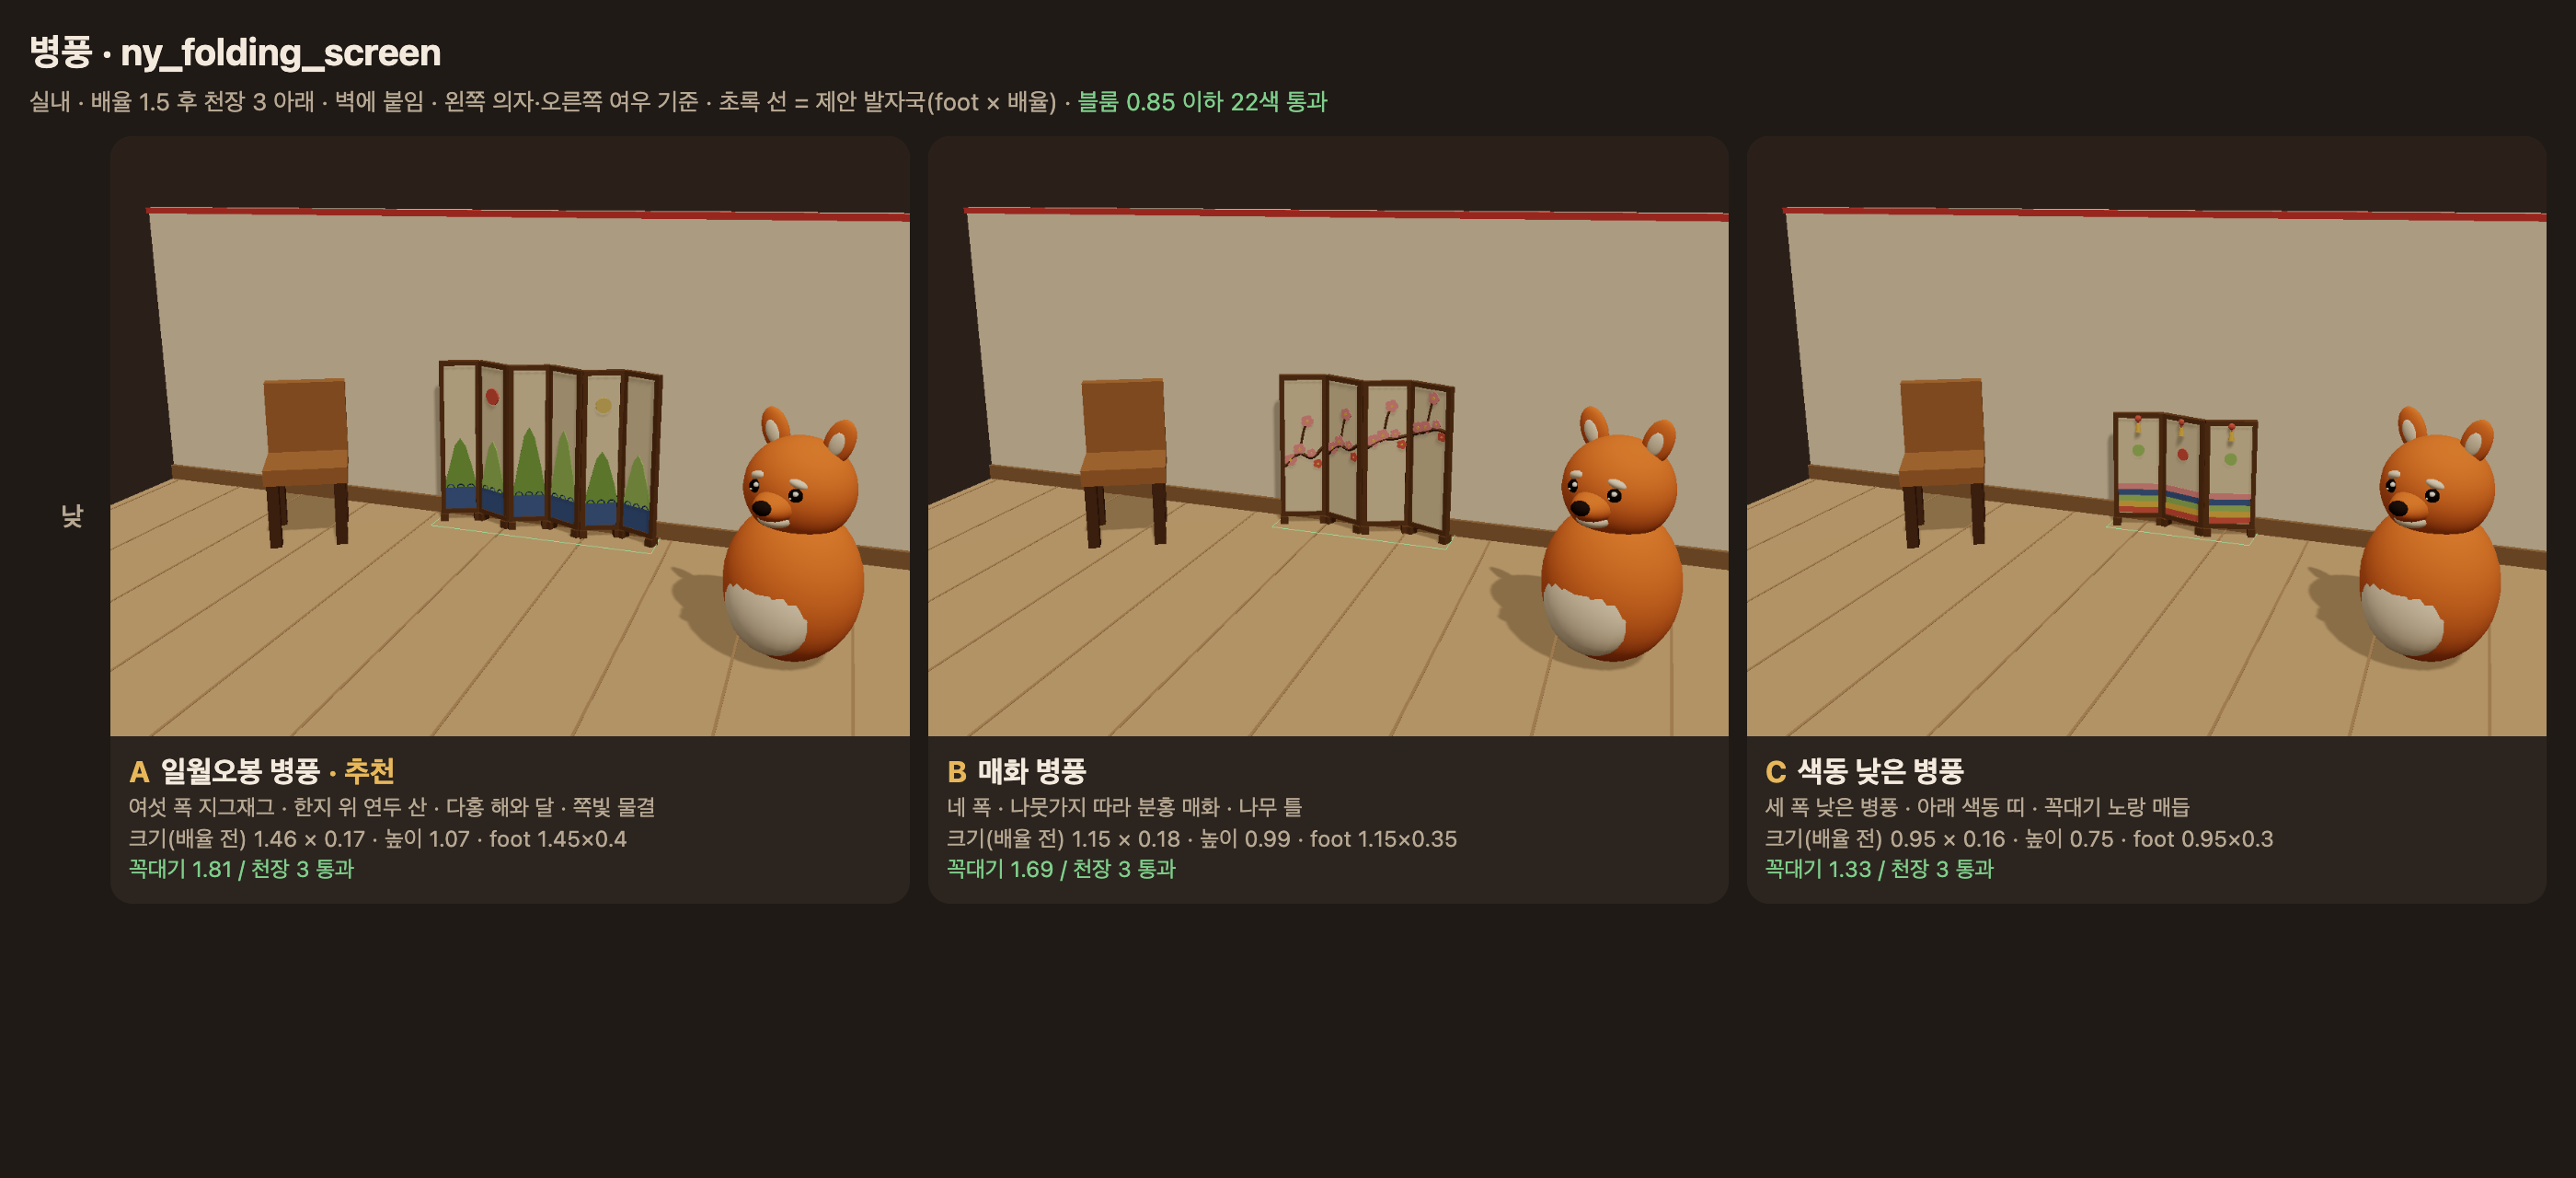 병풍 · ny_folding_screen
실내 · 배율 1.5 후 천장 3 아래 · 벽에 붙임 · 왼쪽 의자·오른쪽 여우 기준 · 초록 선 = 제안 발자국(foot × 배율) · 블룸 0.85 이하 22색 통과
낮
A 일월오봉 병풍 · 추천
여섯 폭 지그재그 · 한지 위 연두 산 · 다홍 해와 달 · 쪽빛 물결
크기(배율 전) 1.46 × 0.17 · 높이 1.07 · foot 1.45×0.4
꼭대기 1.81 / 천장 3 통과
B 매화 병풍
네 폭 · 나뭇가지 따라 분홍 매화 · 나무 틀
크기(배율 전) 1.15 × 0.18 · 높이 0.99 · foot 1.15×0.35
꼭대기 1.69 / 천장 3 통과
C 색동 낮은 병풍
세 폭 낮은 병풍 · 아래 색동 띠 · 꼭대기 노랑 매듭
크기(배율 전) 0.95 × 0.16 · 높이 0.75 · foot 0.95×0.3
꼭대기 1.33 / 천장 3 통과